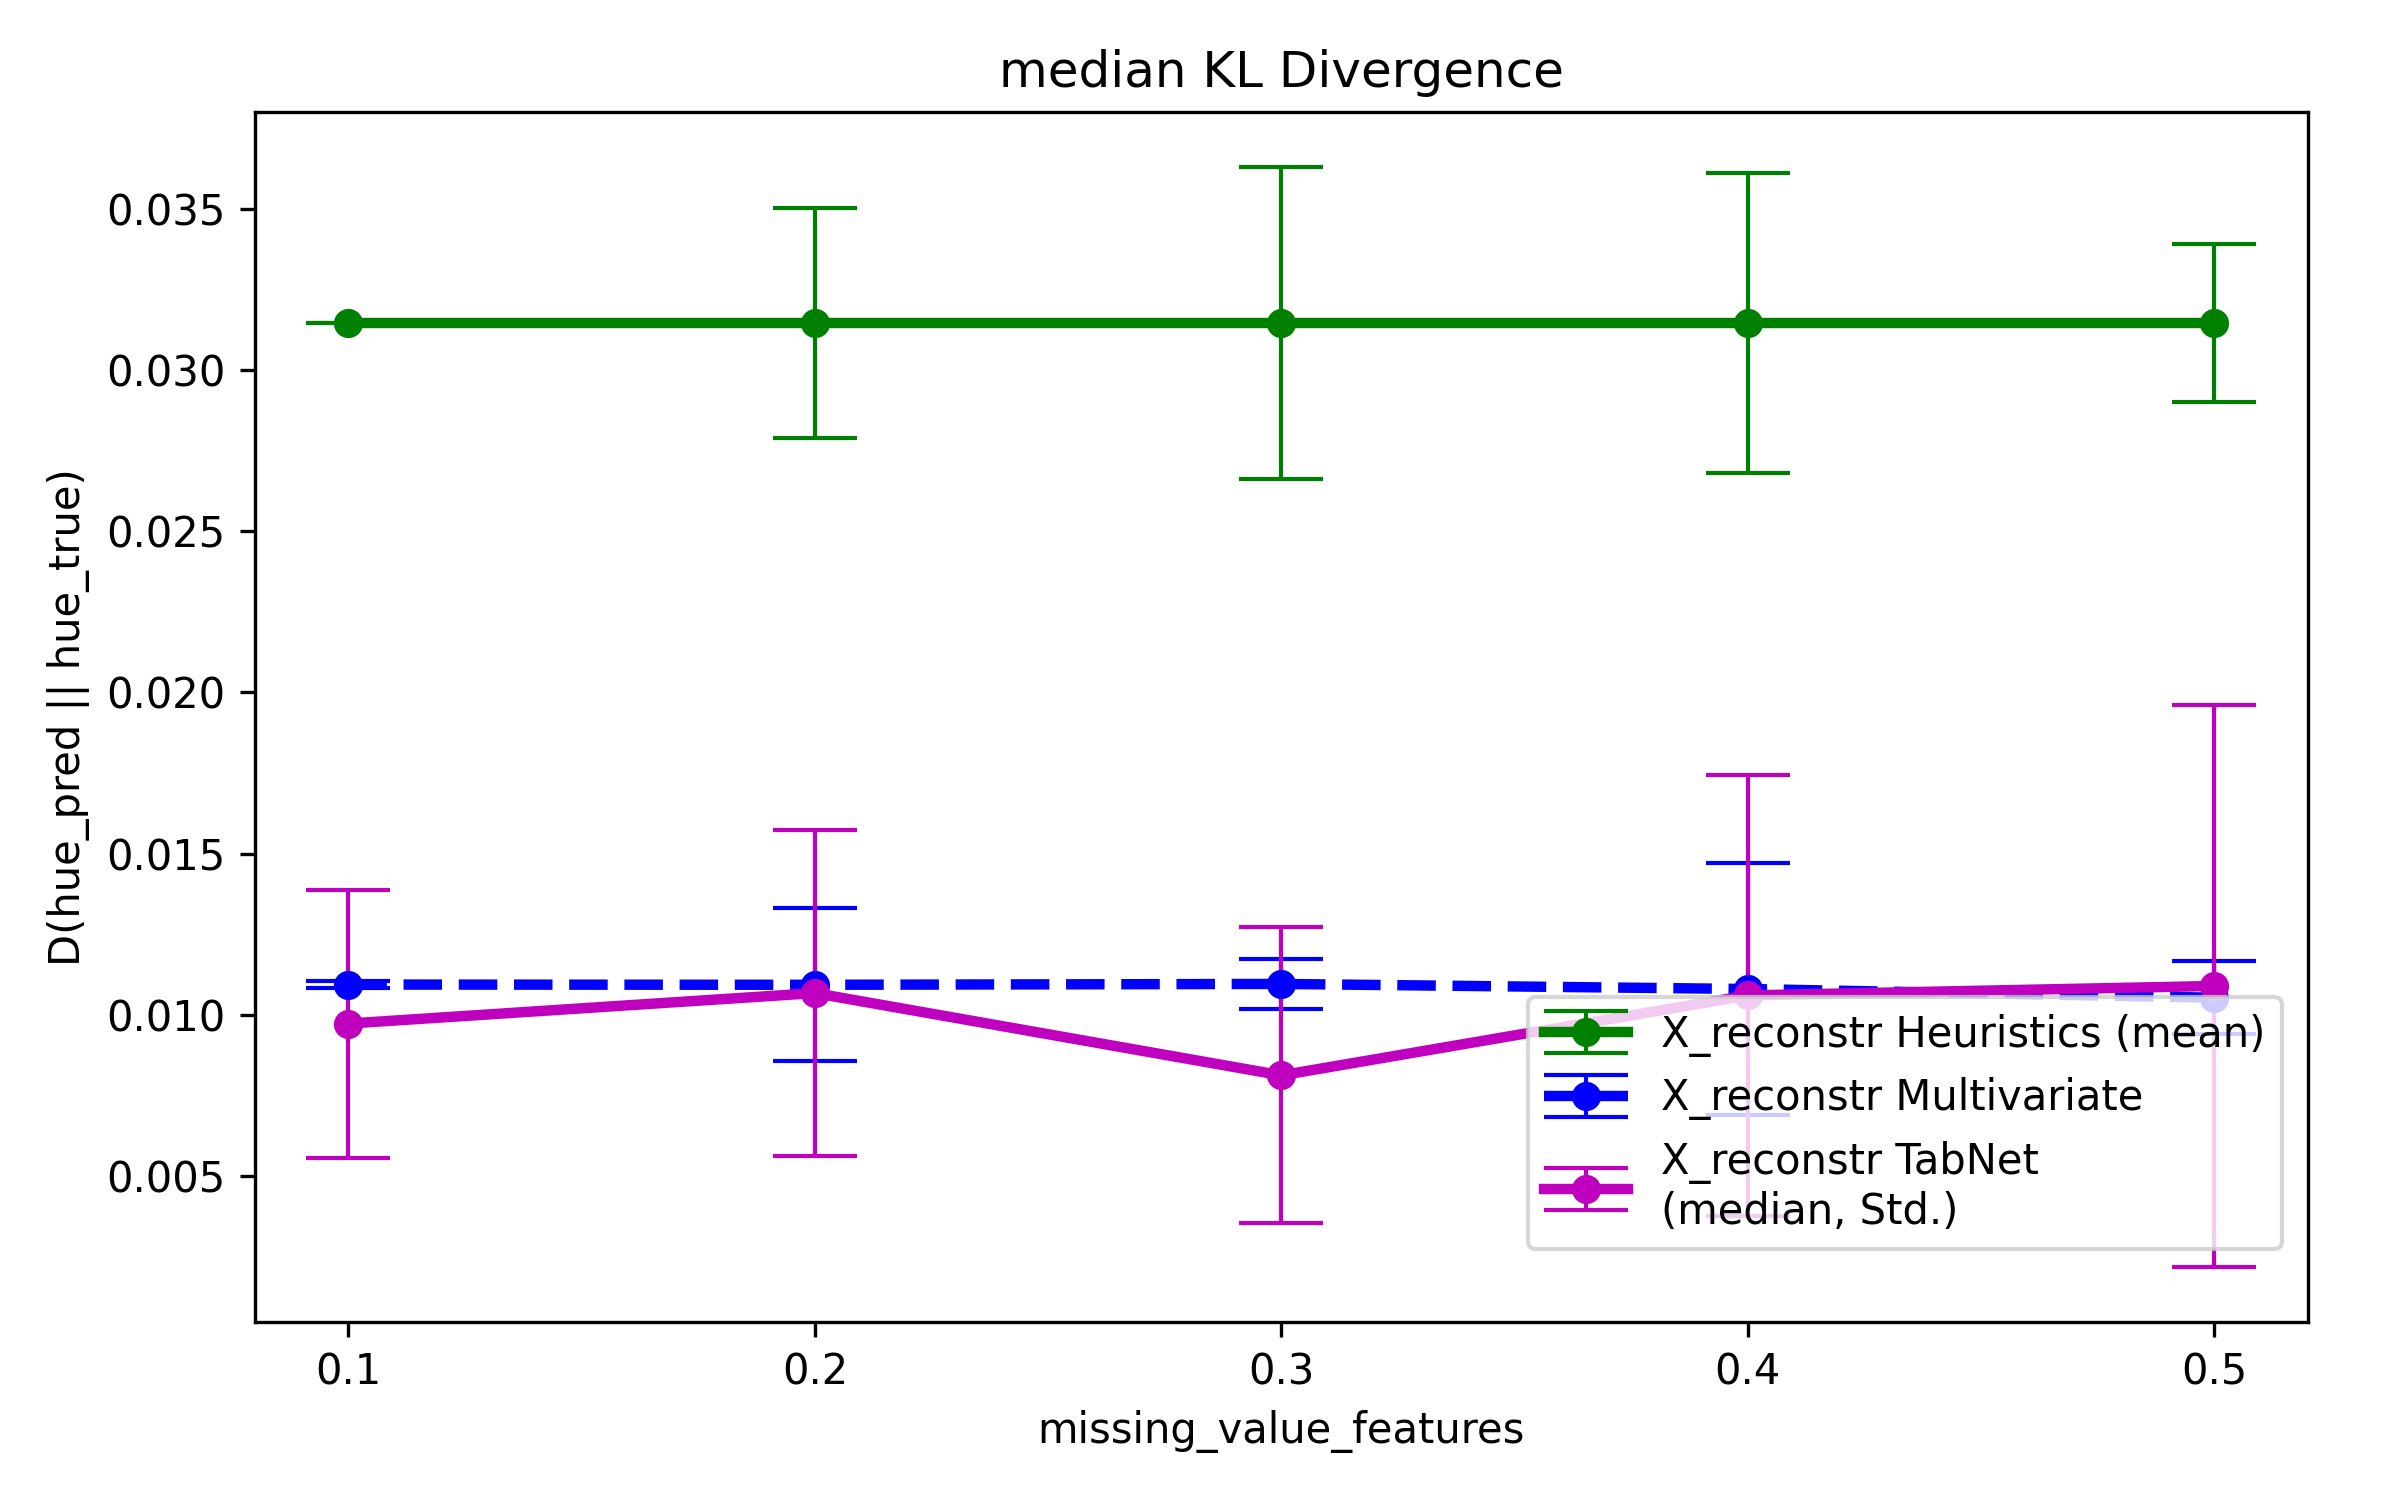 median KL Divergence
D(hue_pred || hue_true)
0.035
0.030
0.025
0.020
0.015
0.010
0.005
X_reconstr Heuristics (mean)
X_reconstr Multivariate
X_reconstr TabNet
(median, Std.)
0.1 0.2 0.3 0.4 0.5
missing_value_features